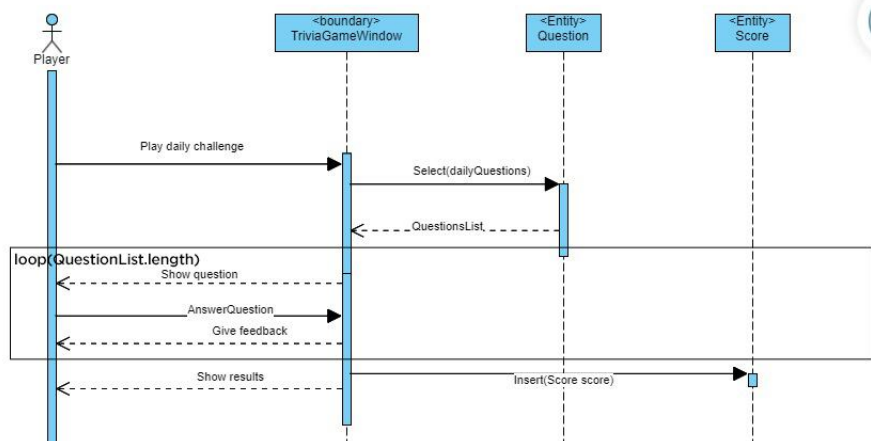 <boundary>
TriviaGameWindow
<Entity>
Question
<Entity>
Score
Player
Play daily challenge
Select(dailyQuestions)
QuestionsList
loop(QuestionList.length)
Show question
AnswerQuestion
Give feedback
Show results
Insert(Score score)